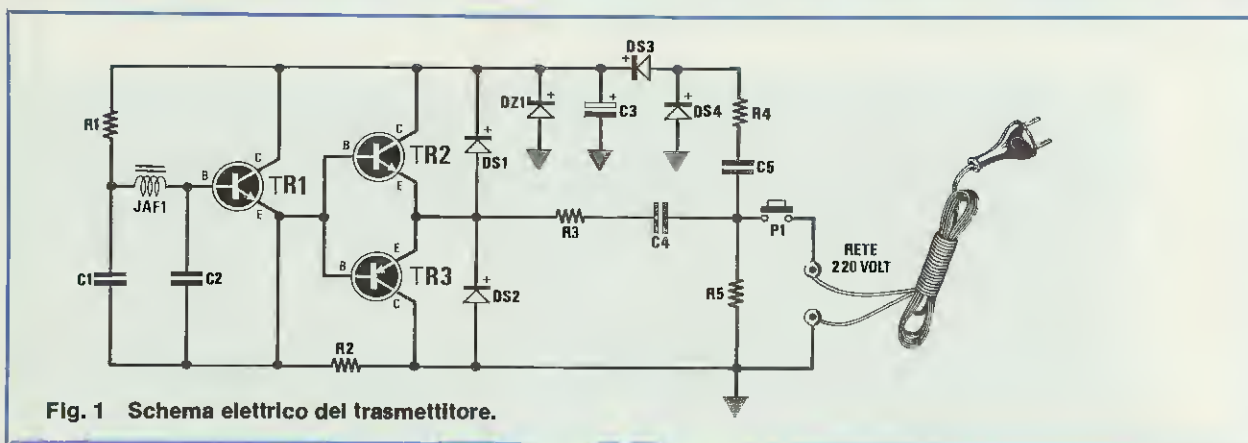 DS3
R1
C
B
TR1
E
JAF1
C1
C2
B
C
TR2
E
E
B
TR3
C
R2
DS1
DS2
DZ1
C3
DS4
R4
C5
R3
C4
P1
R5
RETE
220 VOLT
Fig. 1 Schema elettrico del trasmettitore.